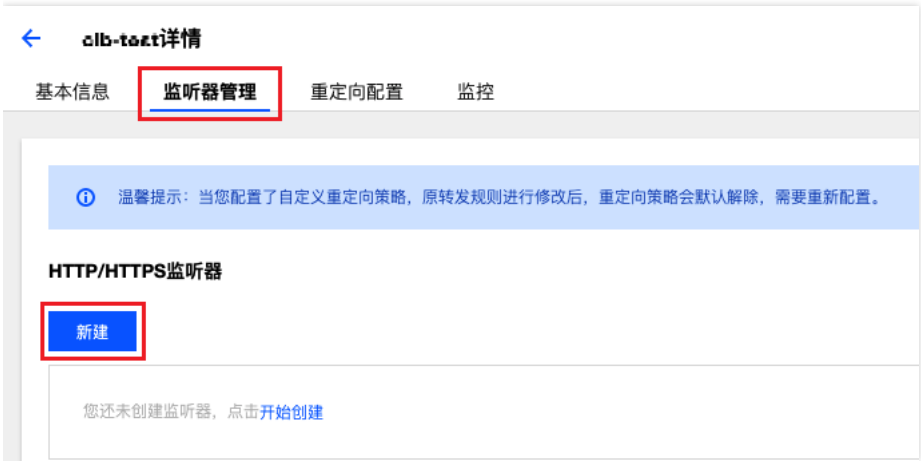 clb-test详情
基本信息 监听器管理 重定向配置 监控
温馨提示：当您配置了自定义重定向策略，原转发规则进行修改后，重定向策略会默认解除，需要重新配置。
HTTP/HTTPS监听器
新建
您还未创建监听器，点击开始创建